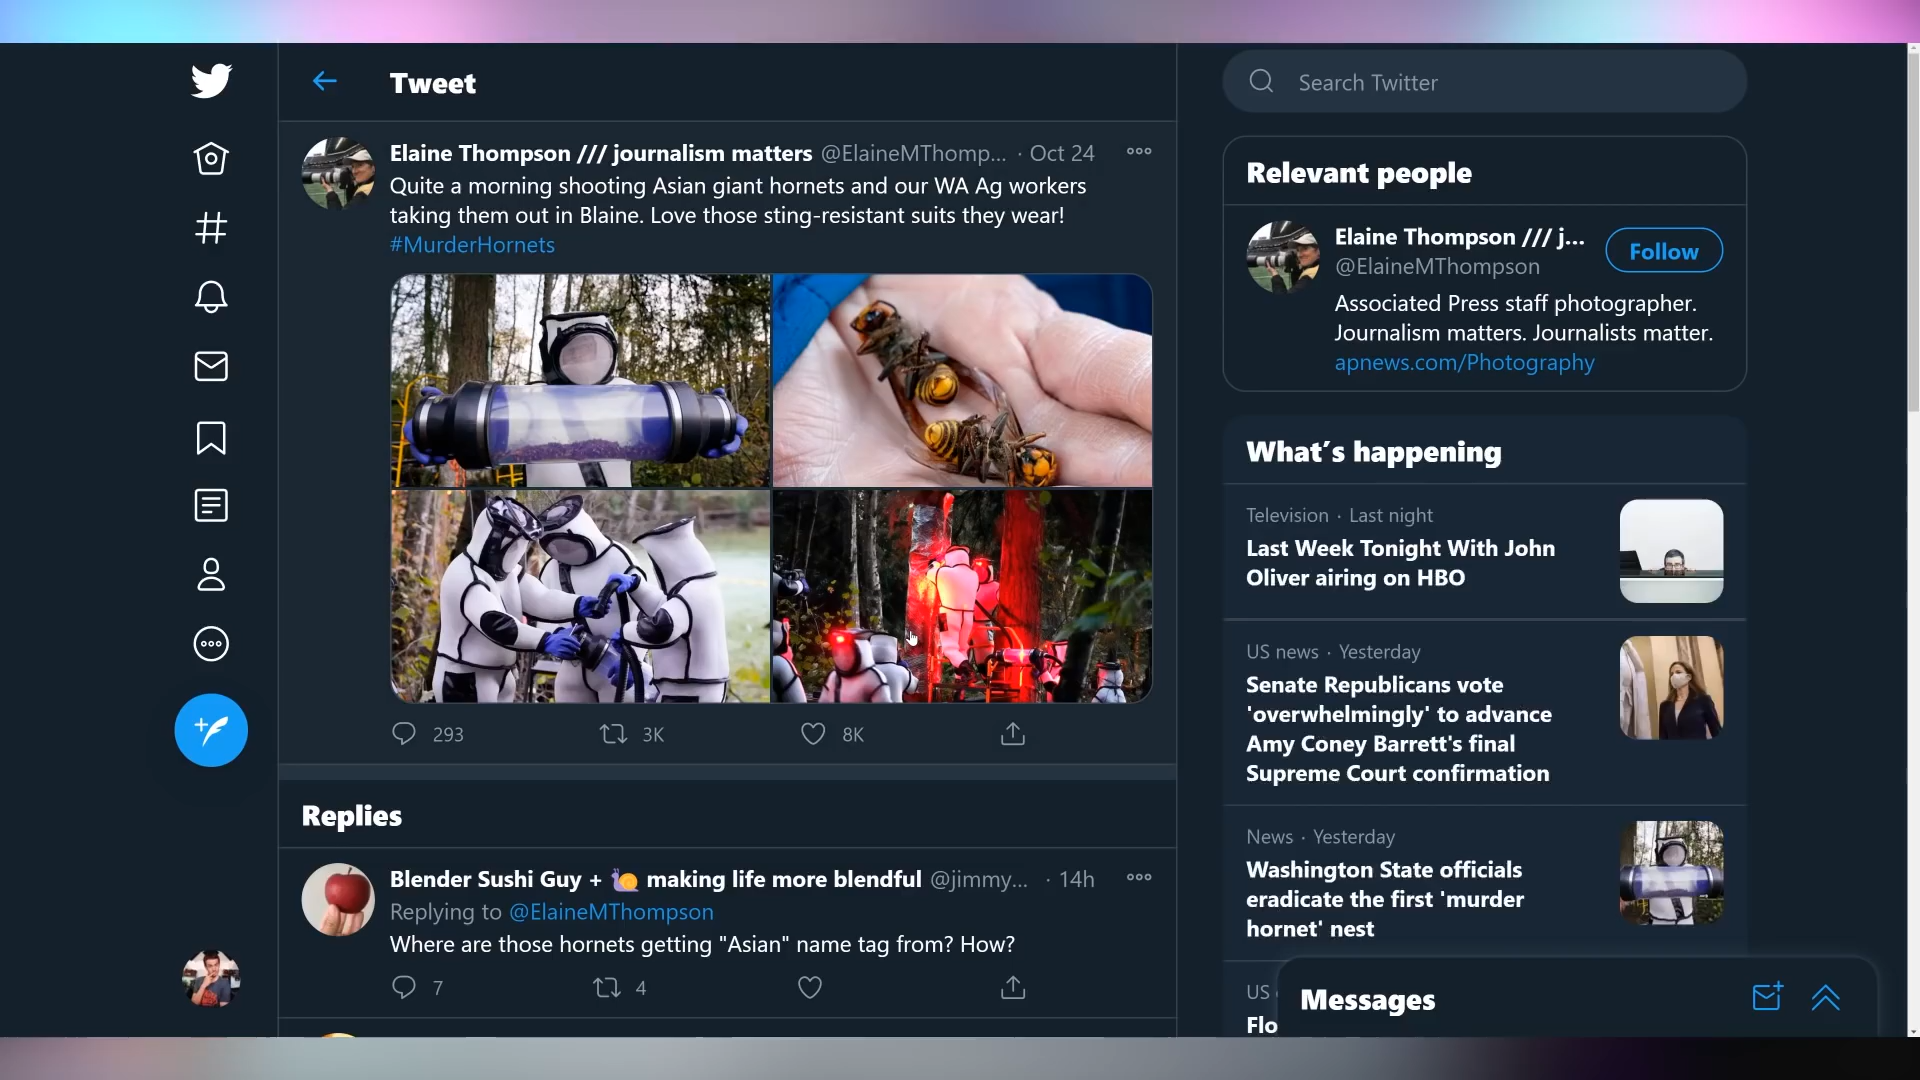 Tweet
Elaine Thompson /// journalism matters @ElaineMThomp... · Oct 24
Quite a morning shooting Asian giant hornets and our WA Ag workers
taking them out in Blaine. Love those sting-resistant suits they wear!
#MurderHornets
293
3K
8K
Replies
Blender Sushi Guy + 🐌 making life more blendful @jimmy... · 14h
Replying to @ElaineMThompson
Where are those hornets getting "Asian" name tag from? How?
7
4
Search Twitter
Relevant people
Elaine Thompson /// j...
@ElaineMThompson
Follow
Associated Press staff photographer.
Journalism matters. Journalists matter.
apnews.com/Photography
What's happening
Television · Last night
Last Week Tonight With John
Oliver airing on HBO
US news · Yesterday
Senate Republicans vote
'overwhelmingly' to advance
Amy Coney Barrett's final
Supreme Court confirmation
News · Yesterday
Washington State officials
eradicate the first 'murder
hornet' nest
US
Flo
Messages